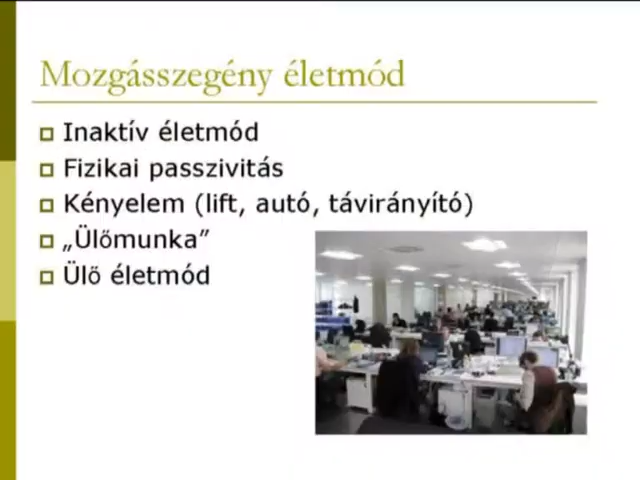 Mozgásszegény életmód
Inaktív életmód
Fizikai passzivitás
Kényelem (lift, autó, távirányító)
„Ülőmunka”
Ülő életmód